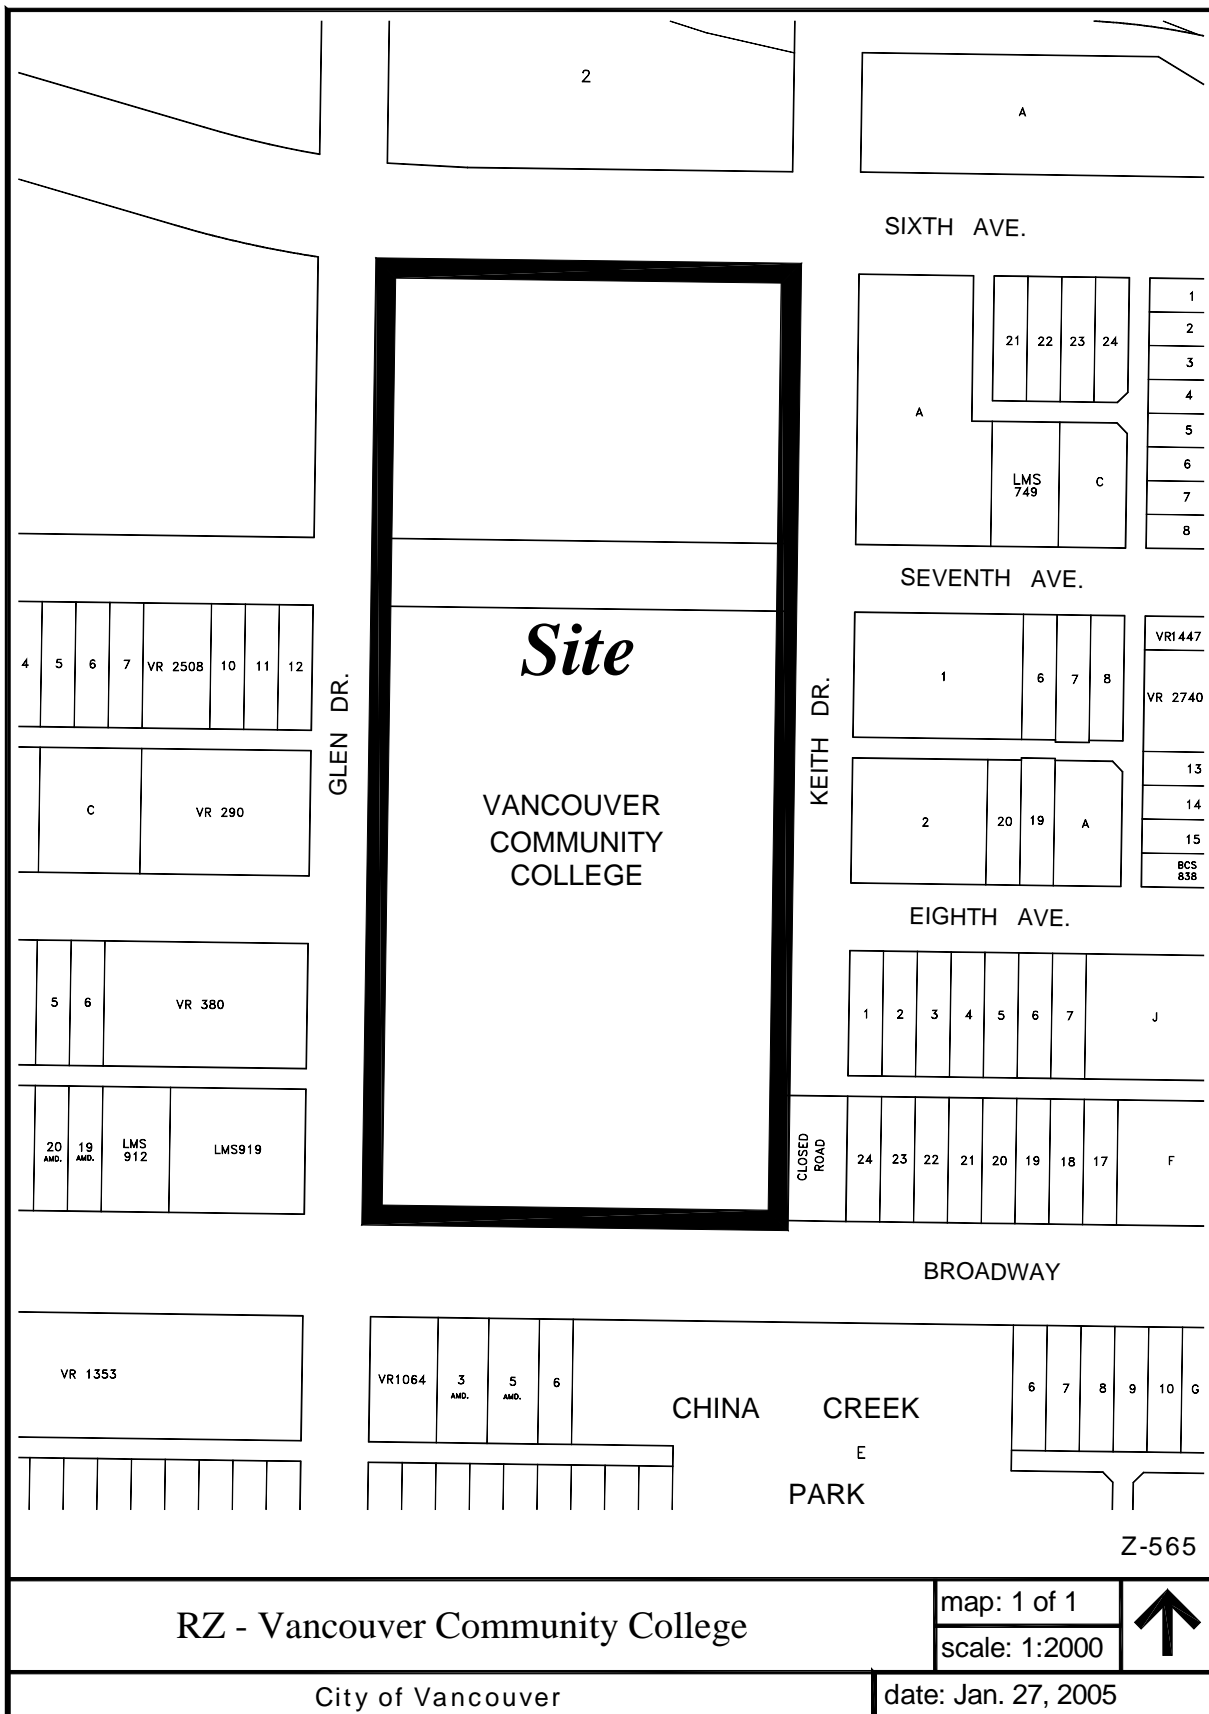 2
A
SIXTH AVE.
21 22 23 24
A
LMS
749
C
1
2
3
4
5
6
7
8
SEVENTH AVE.
Site
4 5 6 7 VR 2508 10 11 12
GLEN DR.
KEITH DR.
1 6 7 8
VR1447
VR 2740
13
14
15
BCS
838
C VR 290
VANCOUVER
COMMUNITY
COLLEGE
2 20 19 A
EIGHTH AVE.
5 6 VR 380
1 2 3 4 5 6 7 J
20
AMD.
19
AMD.
LMS
912
LMS919
CLOSED
ROAD
24 23 22 21 20 19 18 17 F
BROADWAY
VR 1353
VR1064
3
AMD.
5
AMD.
6
CHINA CREEK
E
PARK
6 7 8 9 10 G
Z-565
RZ - Vancouver Community College
map: 1 of 1
scale: 1:2000
City of Vancouver
date: Jan. 27, 2005